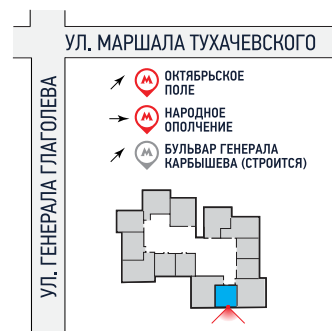 УЛ. МАРШАЛА ТУХАЧЕВСКОГО
УЛ. ГЕНЕРАЛА ГЛАГОЛЕВА
М ОКТЯБРЬСКОЕ
ПОЛЕ
М НАРОДНОЕ
ОПОЛЧЕНИЕ
М БУЛЬВАР ГЕНЕРАЛА
КАРБЫШЕВА (СТРОИТСЯ)